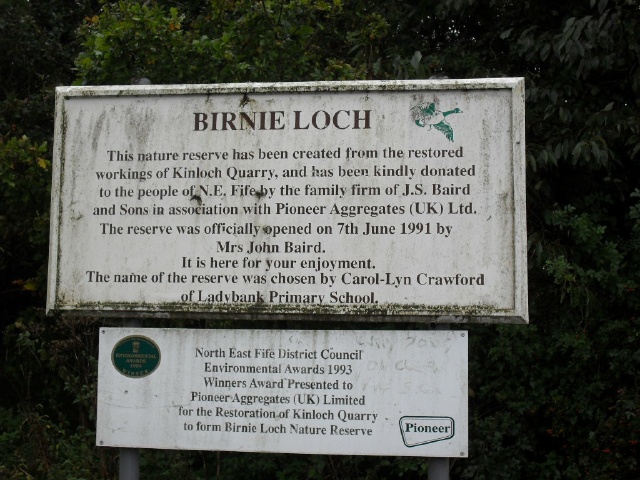 BIRNIE LOCH
This nature reserve has been created from the restored
workings of Kinloch Quarry, and has been kindly donated
to the people of N.E. Fife by the family firm of J.S. Baird
and Sons in association with Pioneer Aggregates (UK) Ltd.
The reserve was officially opened on 7th June 1991 by
Mrs John Baird.
It is here for your enjoyment.
The name of the reserve was chosen by Carol-Lyn Crawford
of Ladybank Primary School.
ENVIRONMENTAL
AWARDS
1993
WINNER
North East Fife District Council
Environmental Awards 1993
Winners Award Presented to
Pioneer Aggregates (UK) Limited
for the Restoration of Kinloch Quarry
to form Birnie Loch Nature Reserve
Pioneer